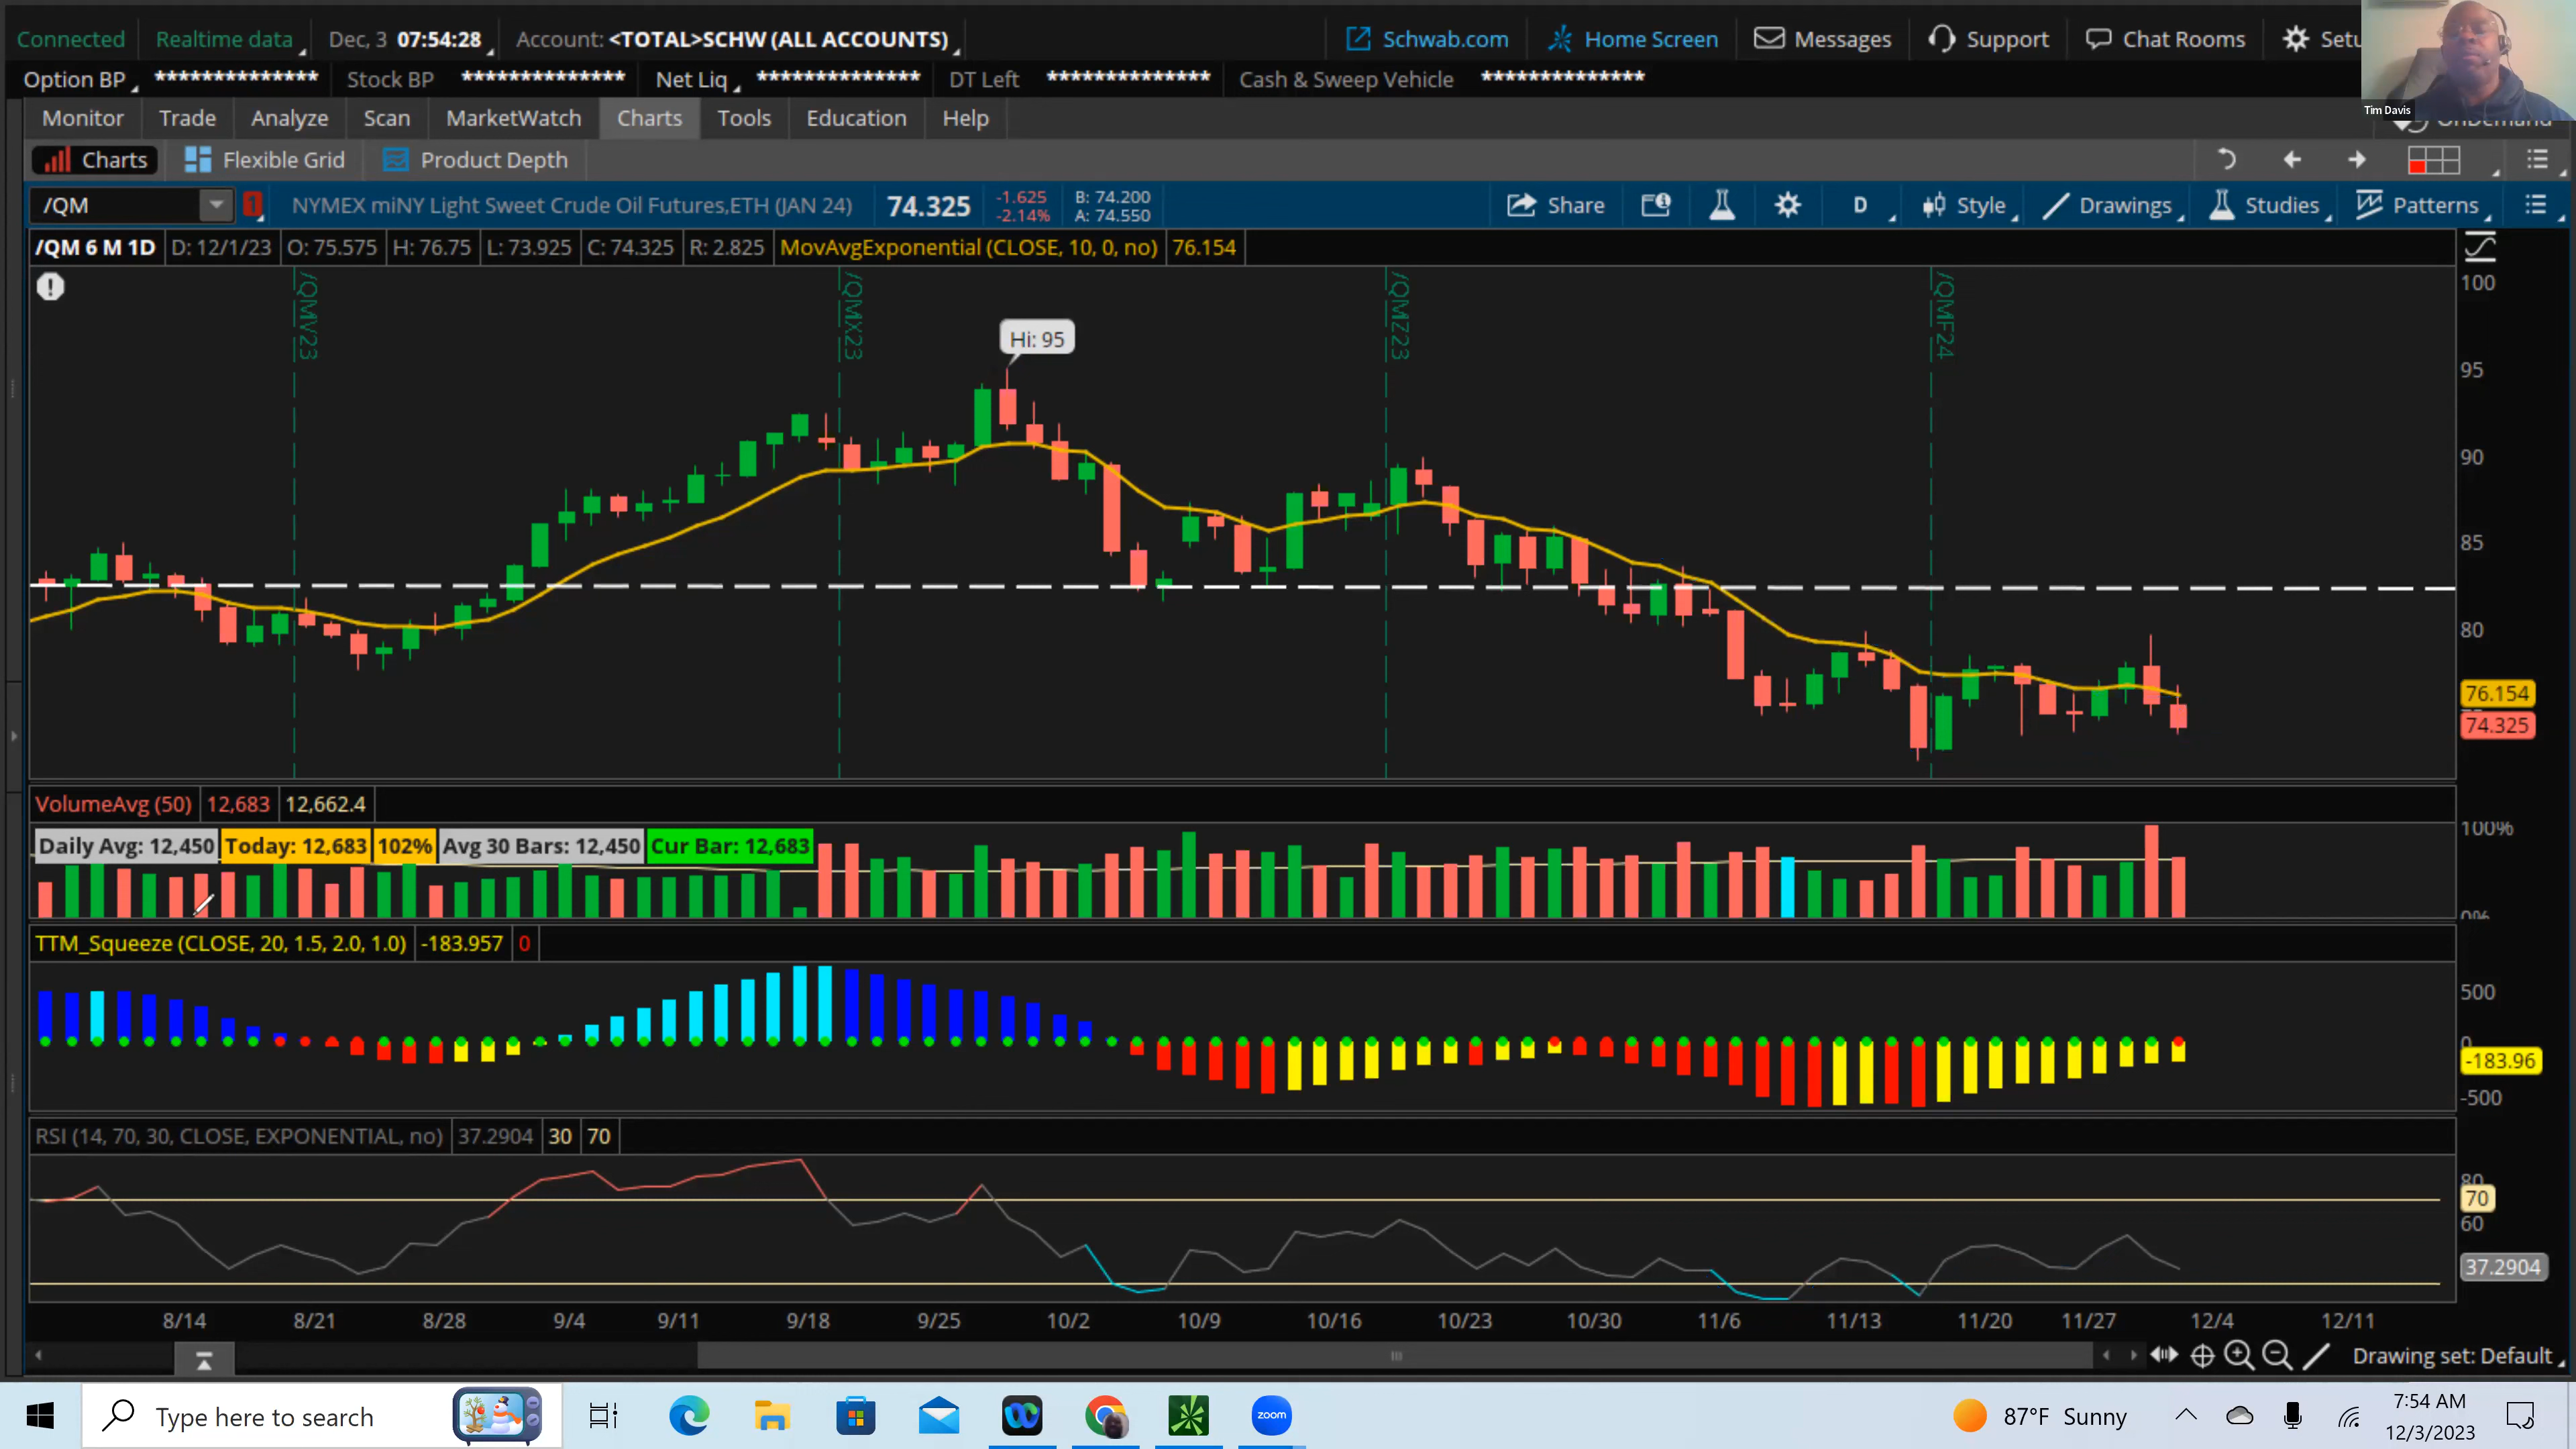 Connected Realtime data Dec, 3 07:54:28 Account: <TOTAL>SCHW (ALL ACCOUNTS) Schwab.com Home Screen Messages Support Chat Rooms
Option BP ************** Stock BP ************** Net Liq ************** DT Left ************** Cash & Sweep Vehicle **************
Tim Davis
Monitor Trade Analyze Scan MarketWatch Charts Tools Education Help
Charts Flexible Grid Product Depth
/QM 1 NYMEX miNY Light Sweet Crude Oil Futures,ETH (JAN 24) 74.325 -1.625 B: 74.200 Share D Style Drawings Studies Patterns
-2.14% A: 74.550
/QM 6 M 1D D: 12/1/23 O: 75.575 H: 76.75 L: 73.925 C: 74.325 R: 2.825 MovAvgExponential (CLOSE, 10, 0, no) 76.154
/QMV23 /QMX23 /QMZ23 /QMF24
Hi: 95
100
95
90
85
80
76.154
74.325
VolumeAvg (50) 12,683 12,662.4
Daily Avg: 12,450 Today: 12,683 102% Avg 30 Bars: 12,450 Cur Bar: 12,683
100%
0%
TTM_Squeeze (CLOSE, 20, 1.5, 2.0, 1.0) -183.957 0
500
0
-183.96
-500
RSI (14, 70, 30, CLOSE, EXPONENTIAL, no) 37.2904 30 70
80
70
60
37.2904
8/14 8/21 8/28 9/4 9/11 9/18 9/25 10/2 10/9 10/16 10/23 10/30 11/6 11/13 11/20 11/27 12/4 12/11
Drawing set: Default
Type here to search zoom 87°F Sunny 7:54 AM
12/3/2023